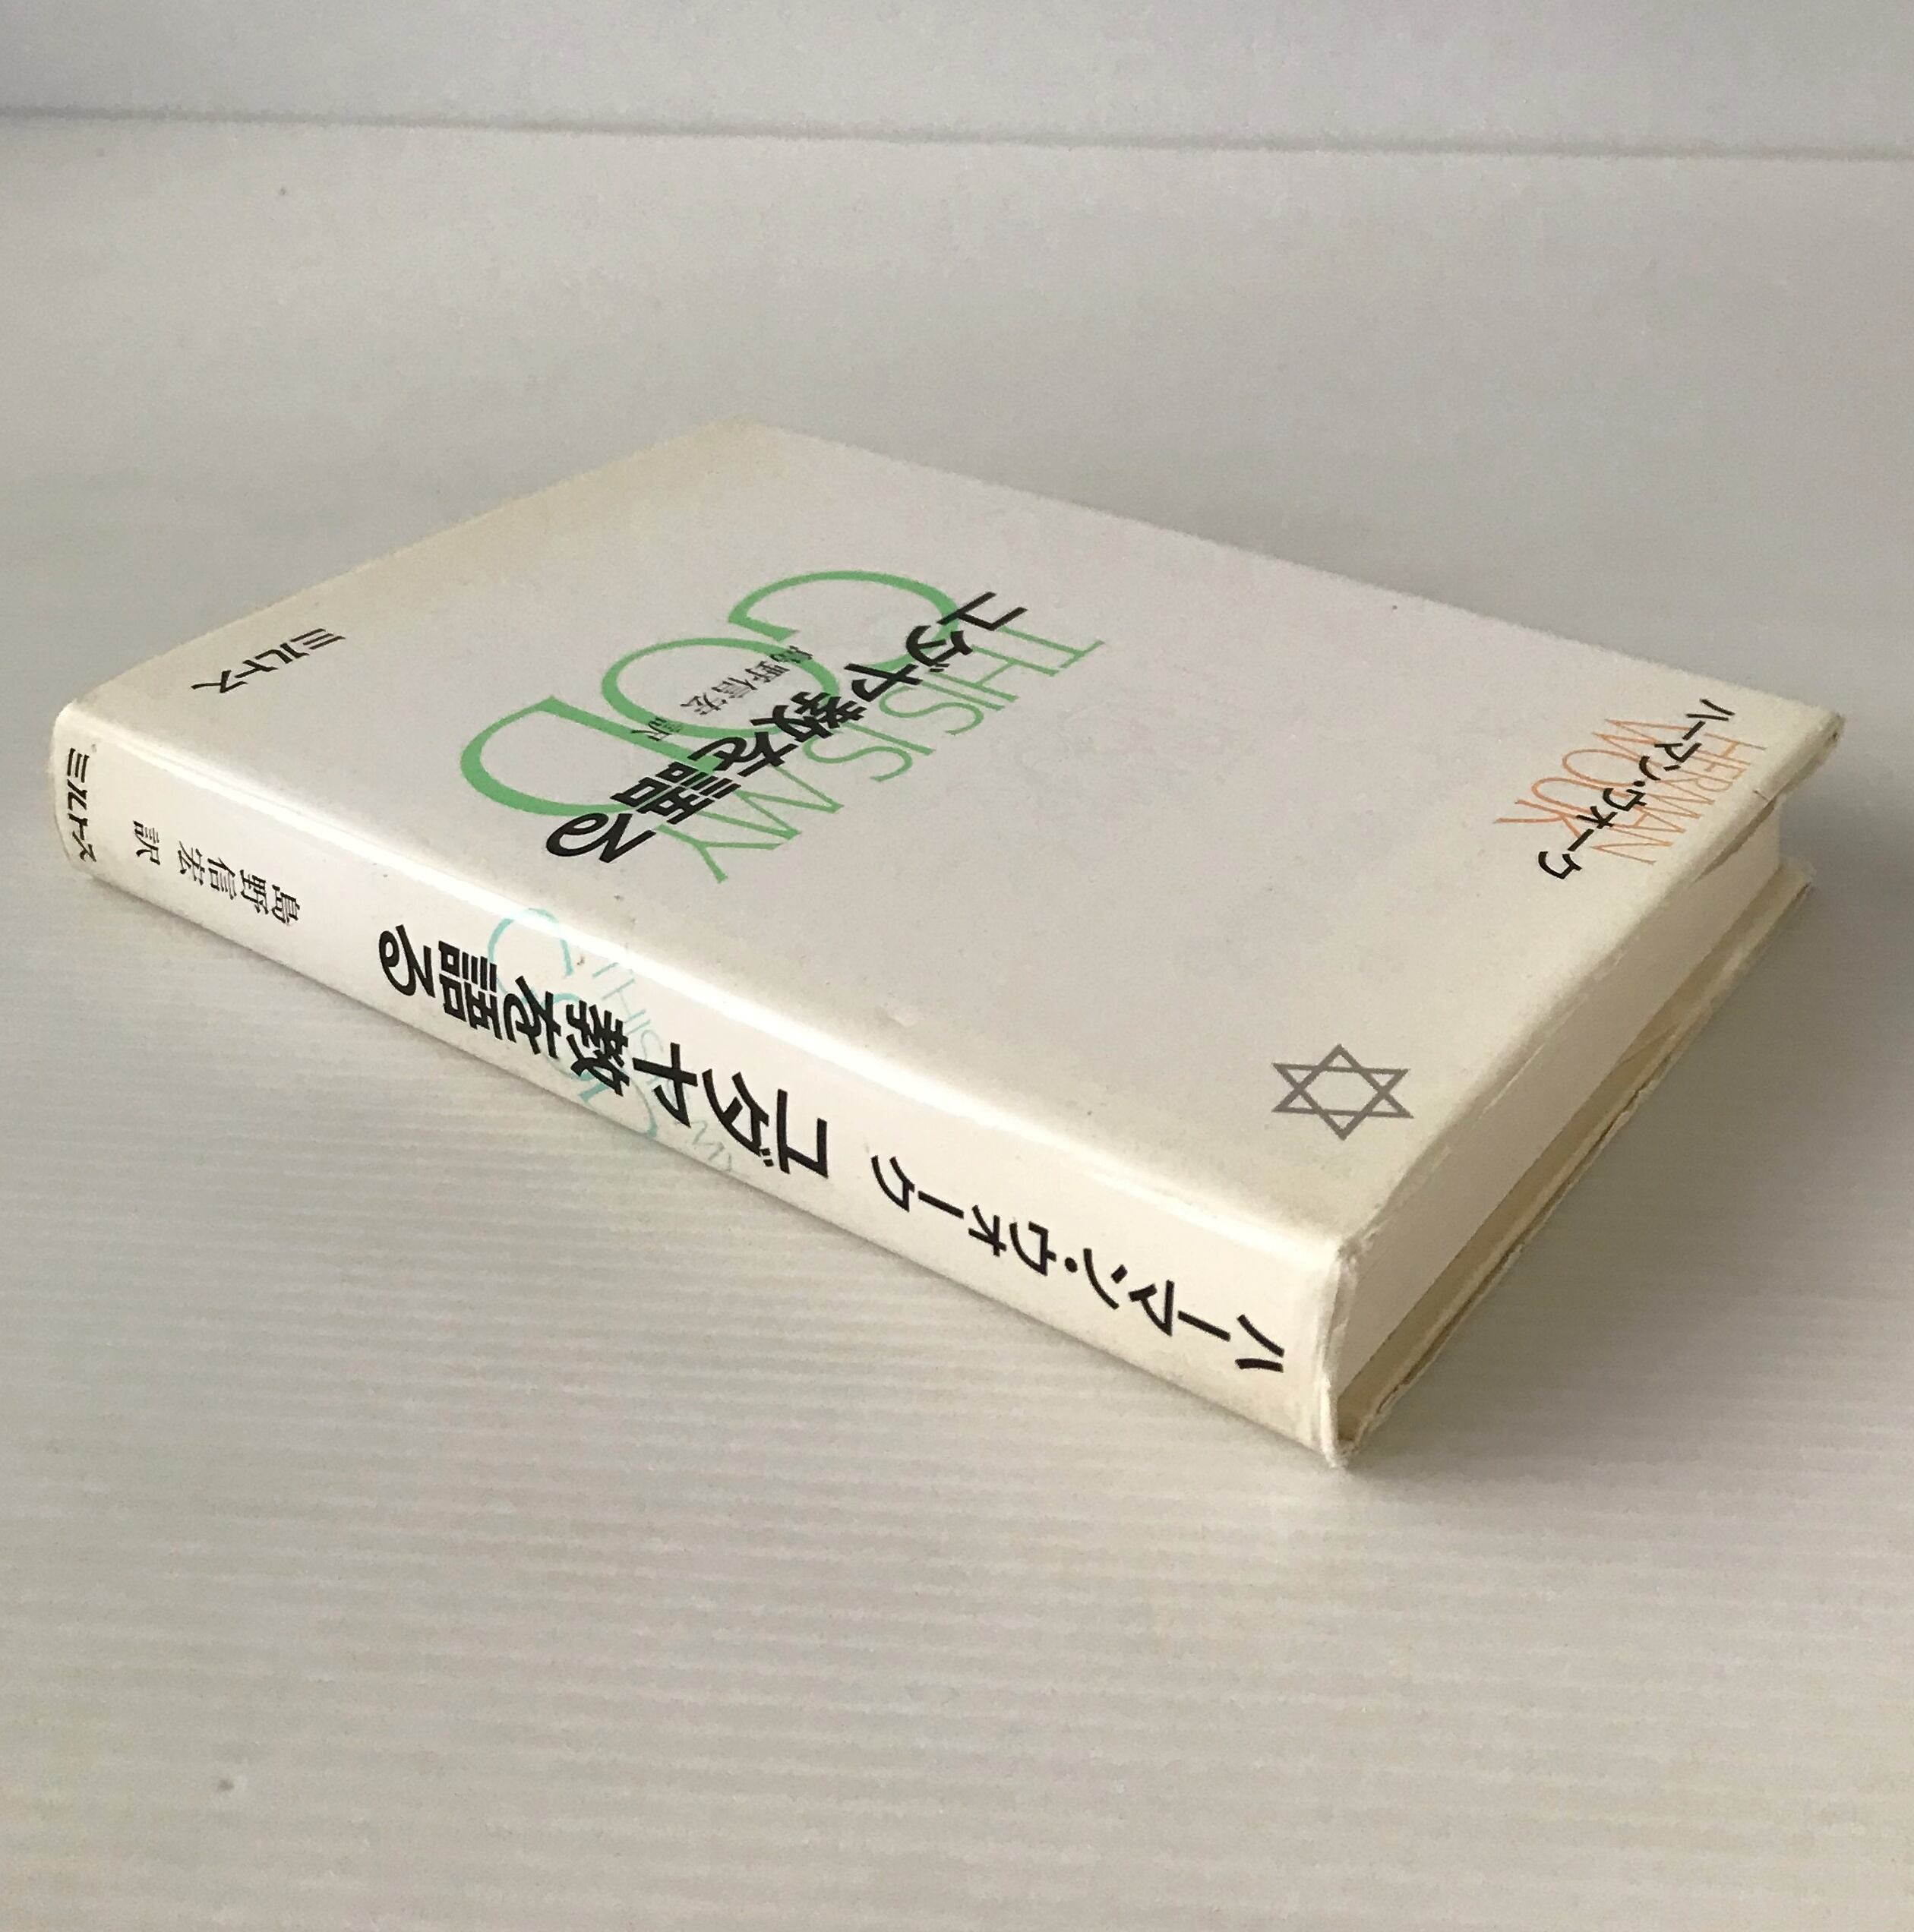 ハーマン・ウォーク
HERMAN
WOUK
THIS IS MY
GOD
ユダヤ教を語る
島野信宏 訳
ミルトス
ハーマン・ウォーク
ユダヤ教を語る
島野信宏 訳
ミルトス